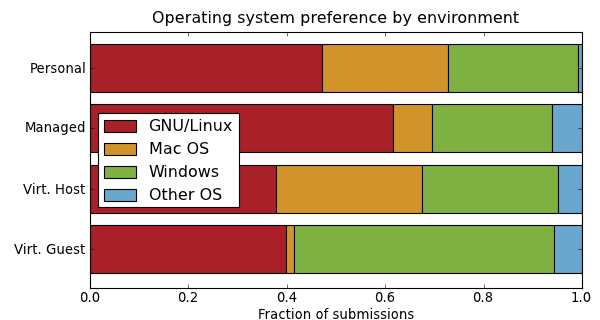 Operating system preference by environment
Personal
Managed
Virt. Host
Virt. Guest
GNU/Linux
Mac OS
Windows
Other OS
0.0 0.2 0.4 0.6 0.8 1.0
Fraction of submissions